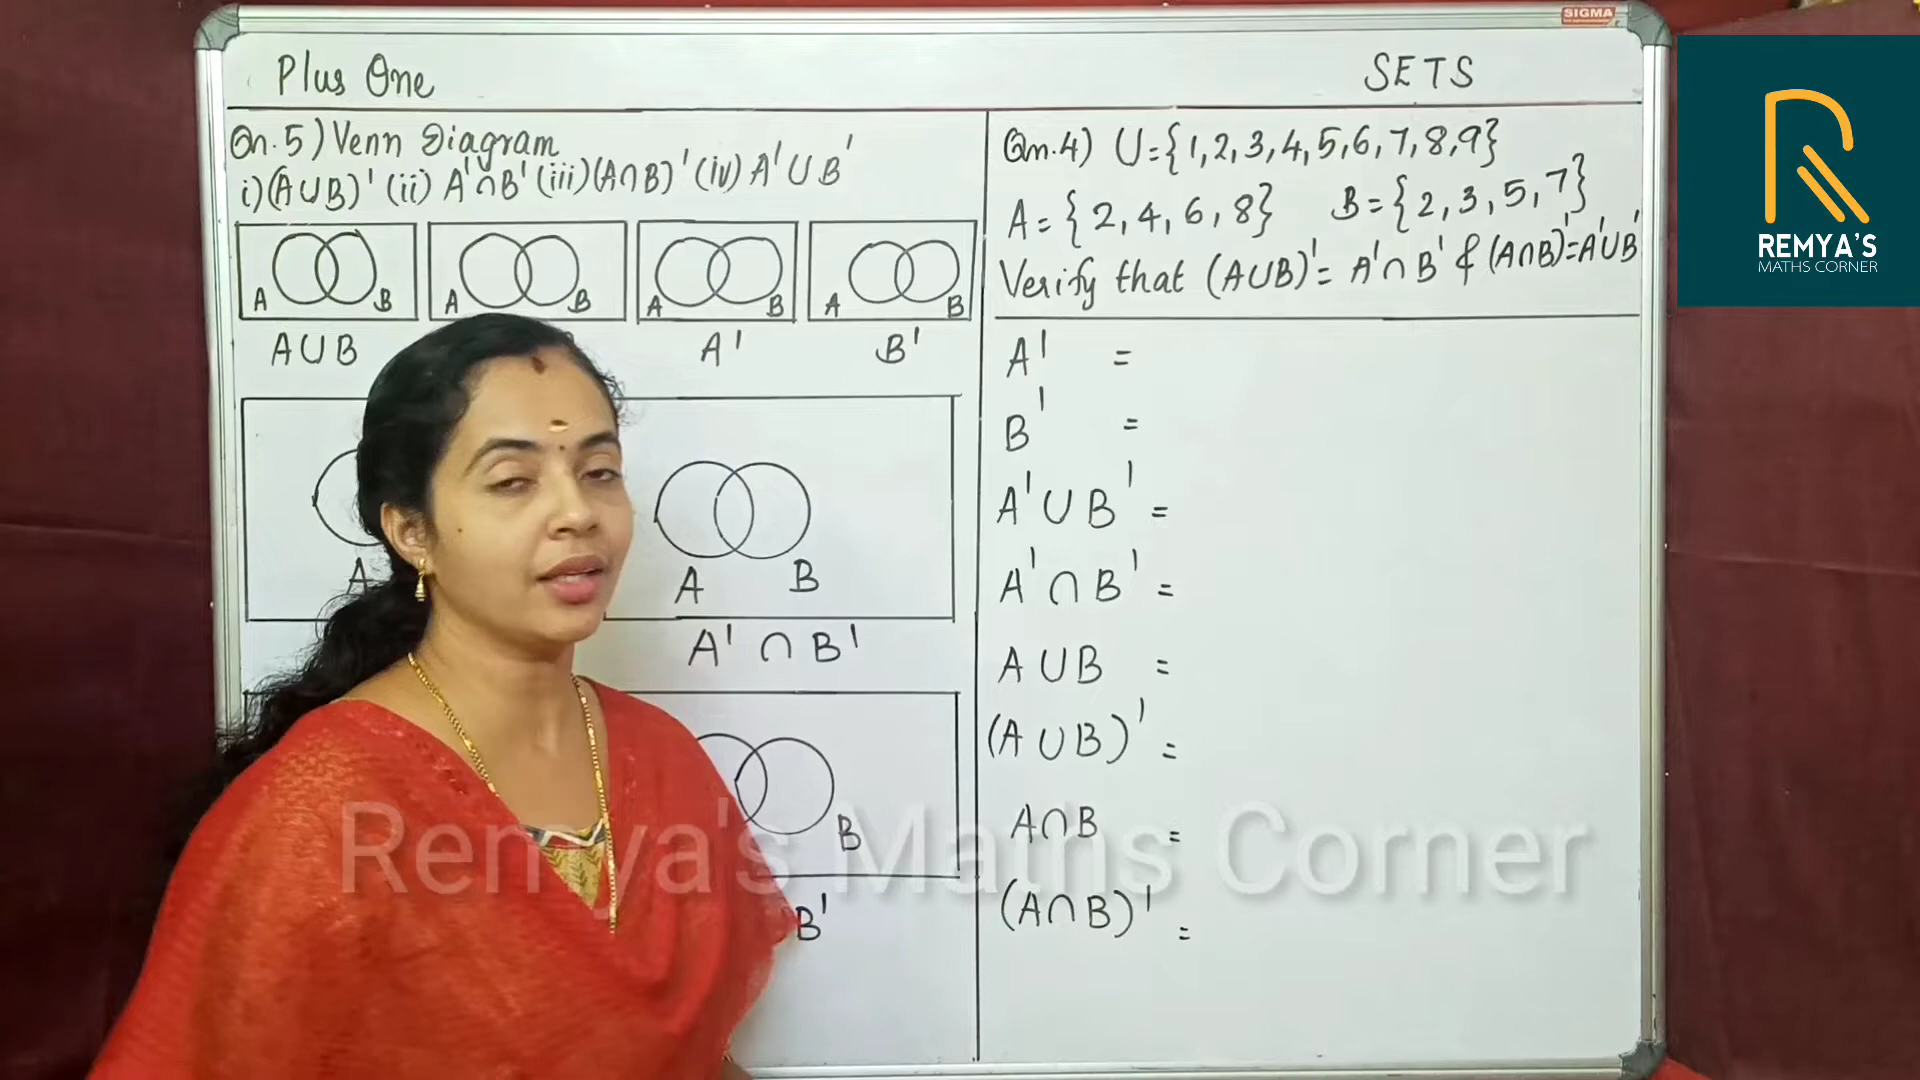 SIGMA
Plus One
SETS
Qn.5) Venn Diagram
i) (A∪B)' (ii) A'∩B' (iii) (A∩B)' (iv) A'∪B'
A B
A B
A B
A B
A∪B
A'
B'
A
A B
A' ∩ B'
B
B'
Qn.4) U={1,2,3,4,5,6,7,8,9}
A = {2,4,6,8} B={2,3,5,7}
Verify that (A∪B)'= A'∩B' & (A∩B)'=A'∪B'
A' =
B' =
A'∪B' =
A'∩B' =
A∪B =
(A∪B)' =
A∩B =
(A∩B)' =
REMYA'S
MATHS CORNER
Remya's Maths Corner